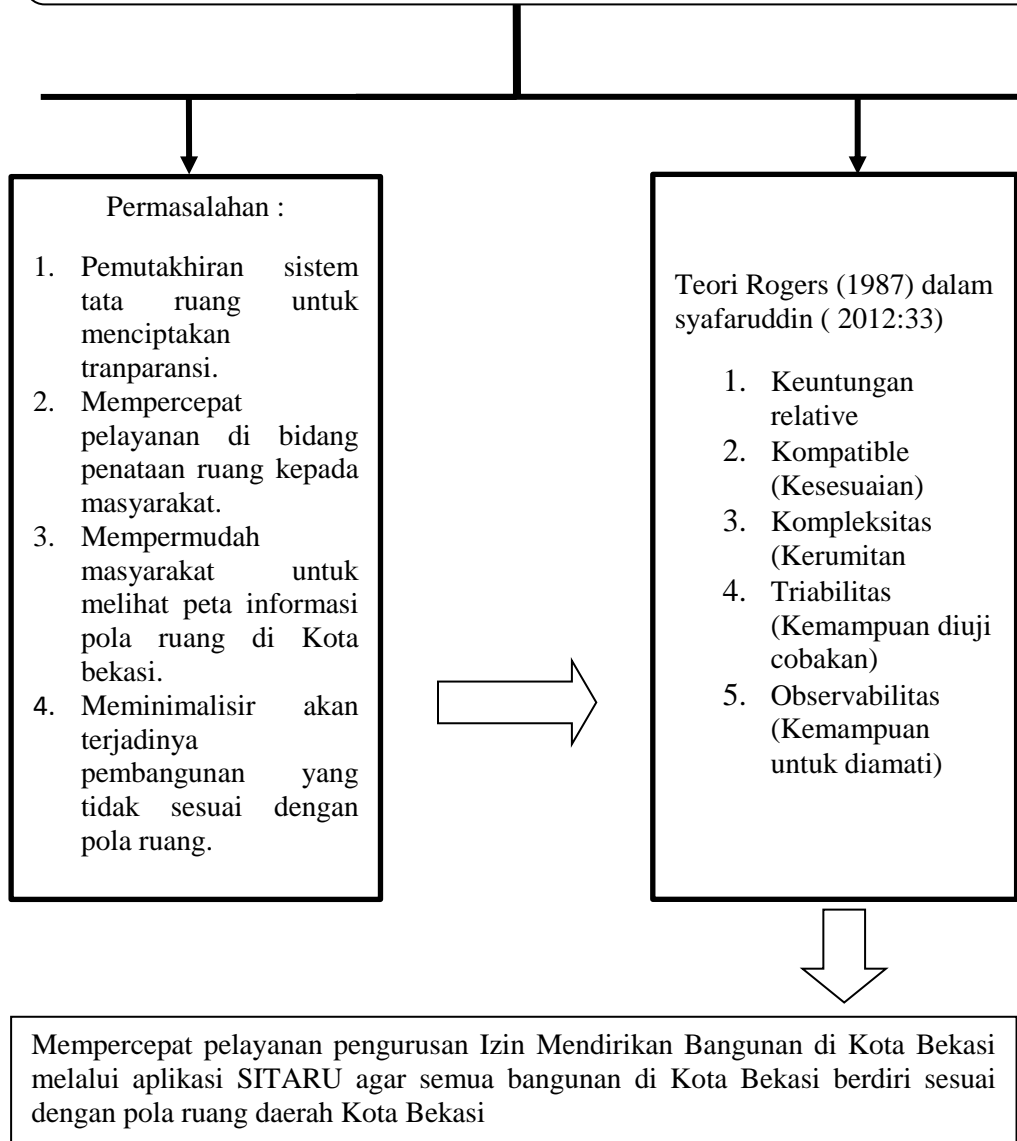 Permasalahan :
1. Pemutakhiran sistem
tata ruang untuk
menciptakan
tranparansi.
2. Mempercepat
pelayanan di bidang
penataan ruang kepada
masyarakat.
3. Mempermudah
masyarakat untuk
melihat peta informasi
pola ruang di Kota
bekasi.
4. Meminimalisir akan
terjadinya
pembangunan yang
tidak sesuai dengan
pola ruang.
Teori Rogers (1987) dalam
syafaruddin ( 2012:33)
1. Keuntungan
relative
2. Kompatible
(Kesesuaian)
3. Kompleksitas
(Kerumitan
4. Triabilitas
(Kemampuan diuji
cobakan)
5. Observabilitas
(Kemampuan
untuk diamati)
Mempercepat pelayanan pengurusan Izin Mendirikan Bangunan di Kota Bekasi
melalui aplikasi SITARU agar semua bangunan di Kota Bekasi berdiri sesuai
dengan pola ruang daerah Kota Bekasi